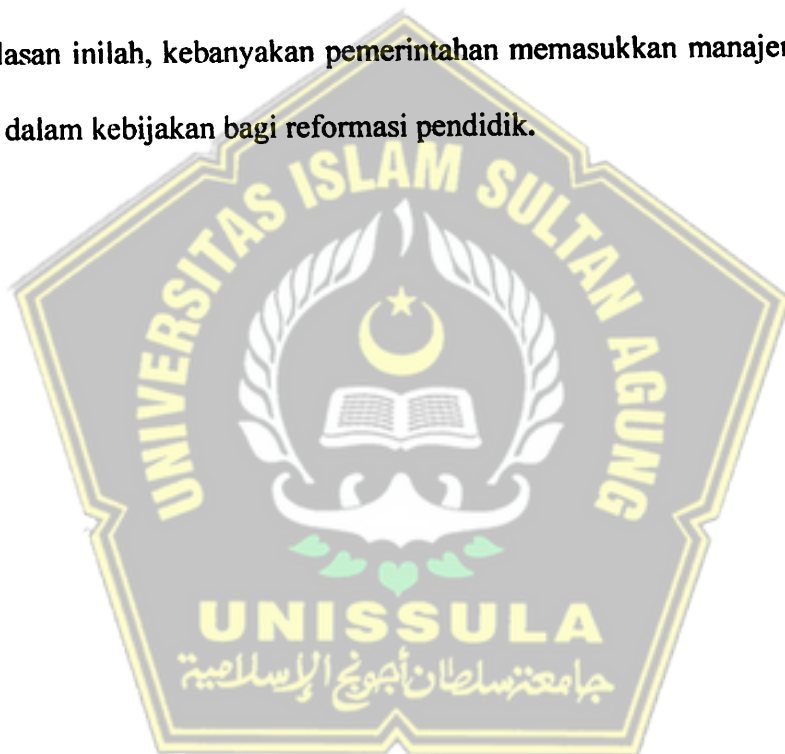 lasan inilah, kebanyakan pemerintahan memasukkan manajer
dalam kebijakan bagi reformasi pendidik.
UNIVERSITAS ISLAM SULTAN AGUNG
UNISSULA
جامعة سلطان أجونج الإسلامية